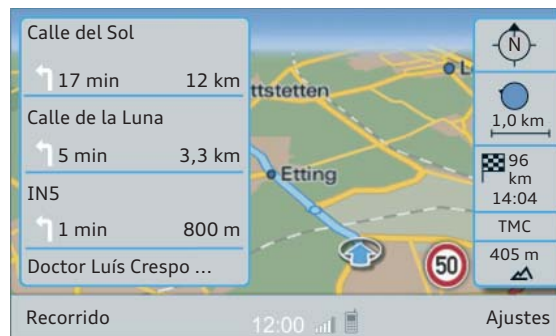 Calle del Sol
17 min 12 km
Calle de la Luna
5 min 3,3 km
IN5
1 min 800 m
Doctor Luís Crespo ...
ttstetten
L
Etting
50
N
1,0 km
96
km
14:04
TMC
405 m
Recorrido 12:00 Ajustes